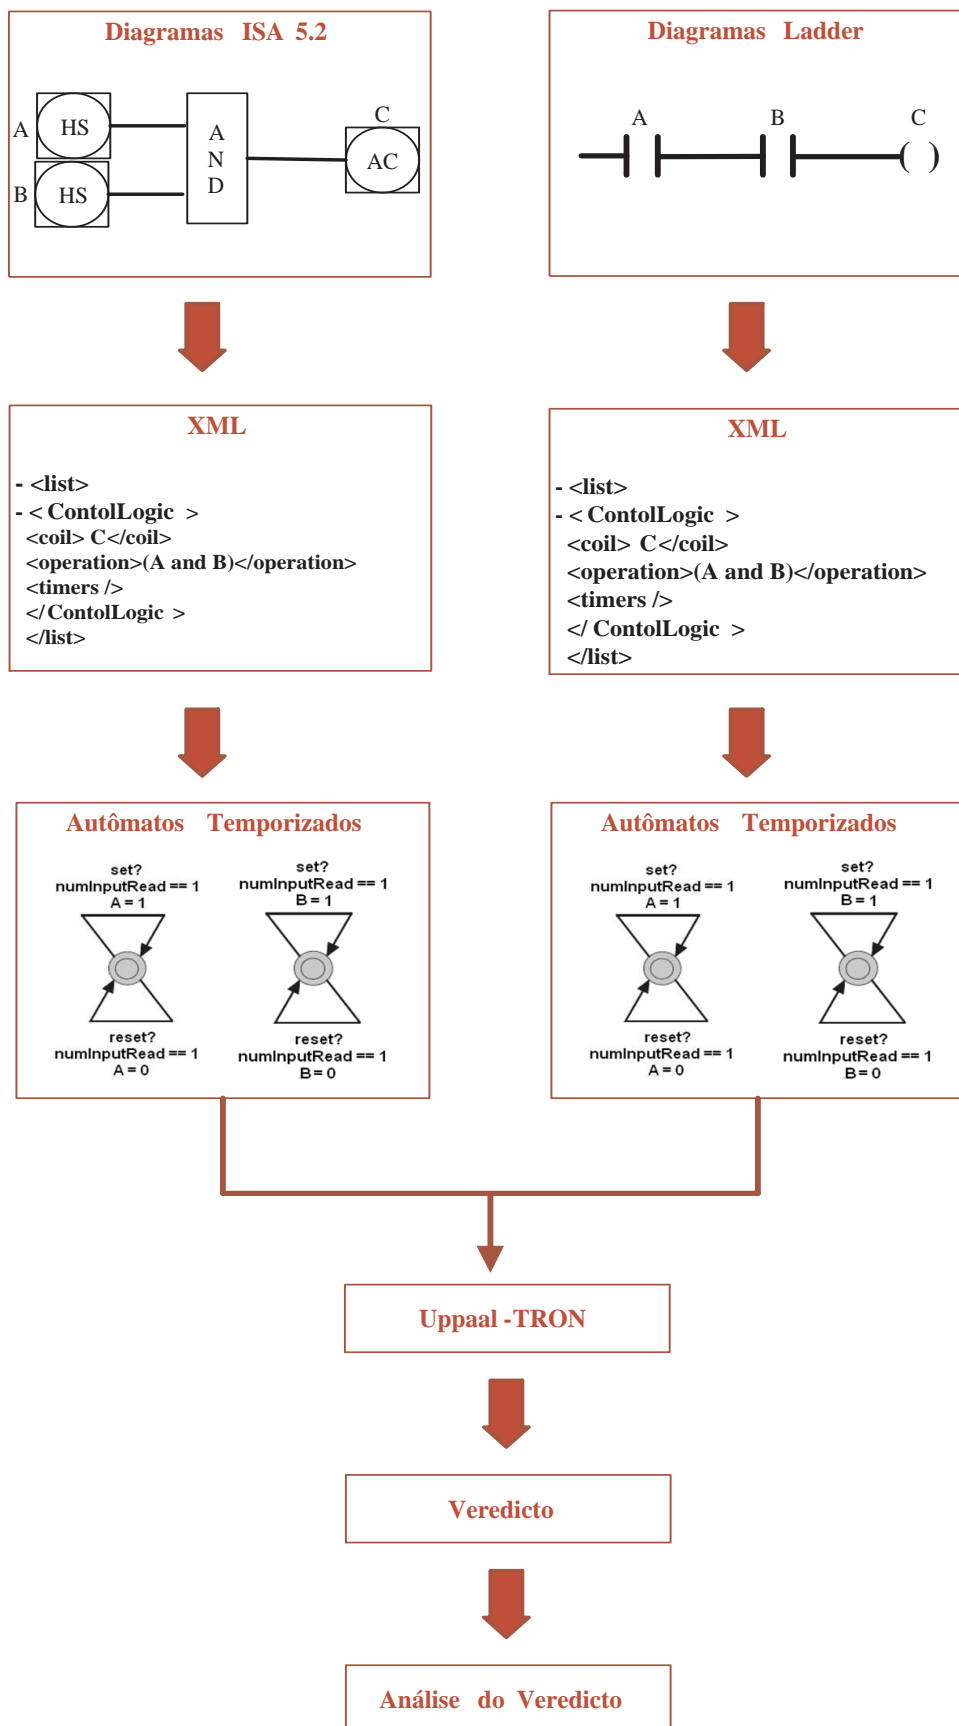 Diagramas ISA 5.2
A
HS
B
HS
A
N
D
C
AC
Diagramas Ladder
A
B
C
( )
XML
- <list>
- < ContolLogic >
<coil> C</coil>
<operation>(A and B)</operation>
<timers />
</ ContolLogic >
</list>
XML
- <list>
- < ContolLogic >
<coil> C</coil>
<operation>(A and B)</operation>
<timers />
</ ContolLogic >
</list>
Autômatos Temporizados
set?
numInputRead == 1
A = 1
set?
numInputRead == 1
B = 1
reset?
numInputRead == 1
A = 0
reset?
numInputRead == 1
B = 0
Autômatos Temporizados
set?
numInputRead == 1
A = 1
set?
numInputRead == 1
B = 1
reset?
numInputRead == 1
A = 0
reset?
numInputRead == 1
B = 0
Uppaal -TRON
Veredicto
Análise do Veredicto